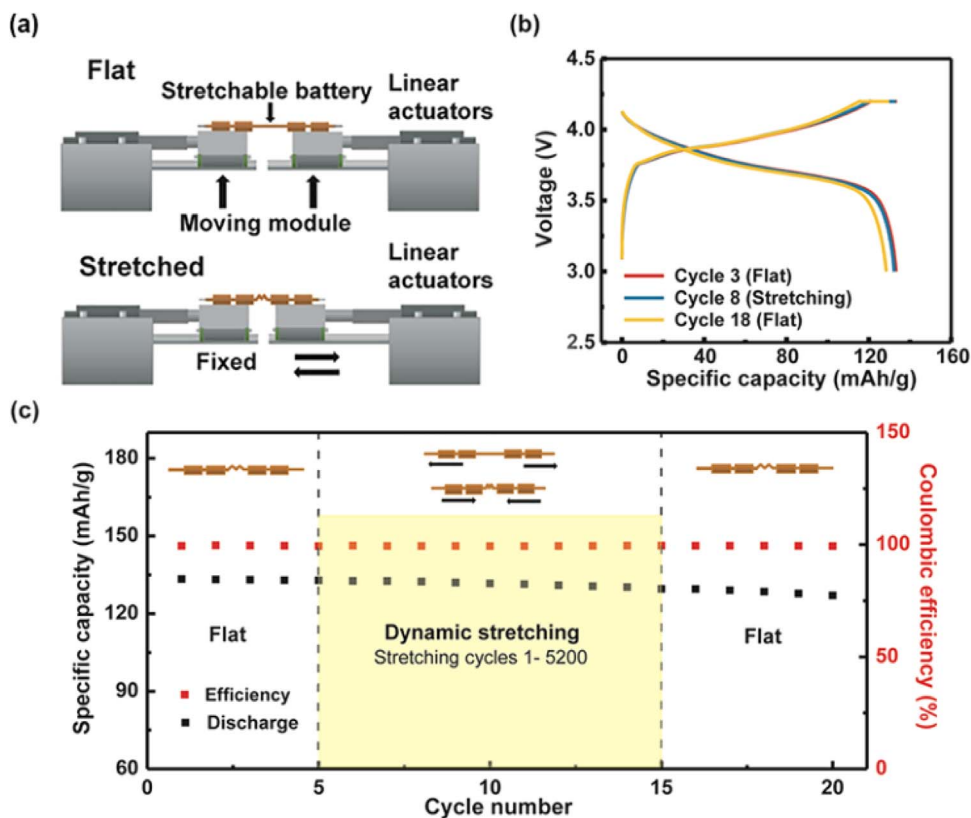 (a)
Flat
Stretchable battery
Linear
actuators
Moving module
Stretched
Linear
actuators
Fixed
(b)
4.5
4.0
3.5
3.0
2.5
Voltage (V)
Cycle 3 (Flat)
Cycle 8 (Stretching)
Cycle 18 (Flat)
0
40
80
120
160
Specific capacity (mAh/g)
(c)
180
150
120
90
60
Specific capacity (mAh/g)
150
100
50
0
Coulombic efficiency (%)
Flat
Dynamic stretching
Stretching cycles 1- 5200
Flat
Efficiency
Discharge
0
5
10
15
20
Cycle number